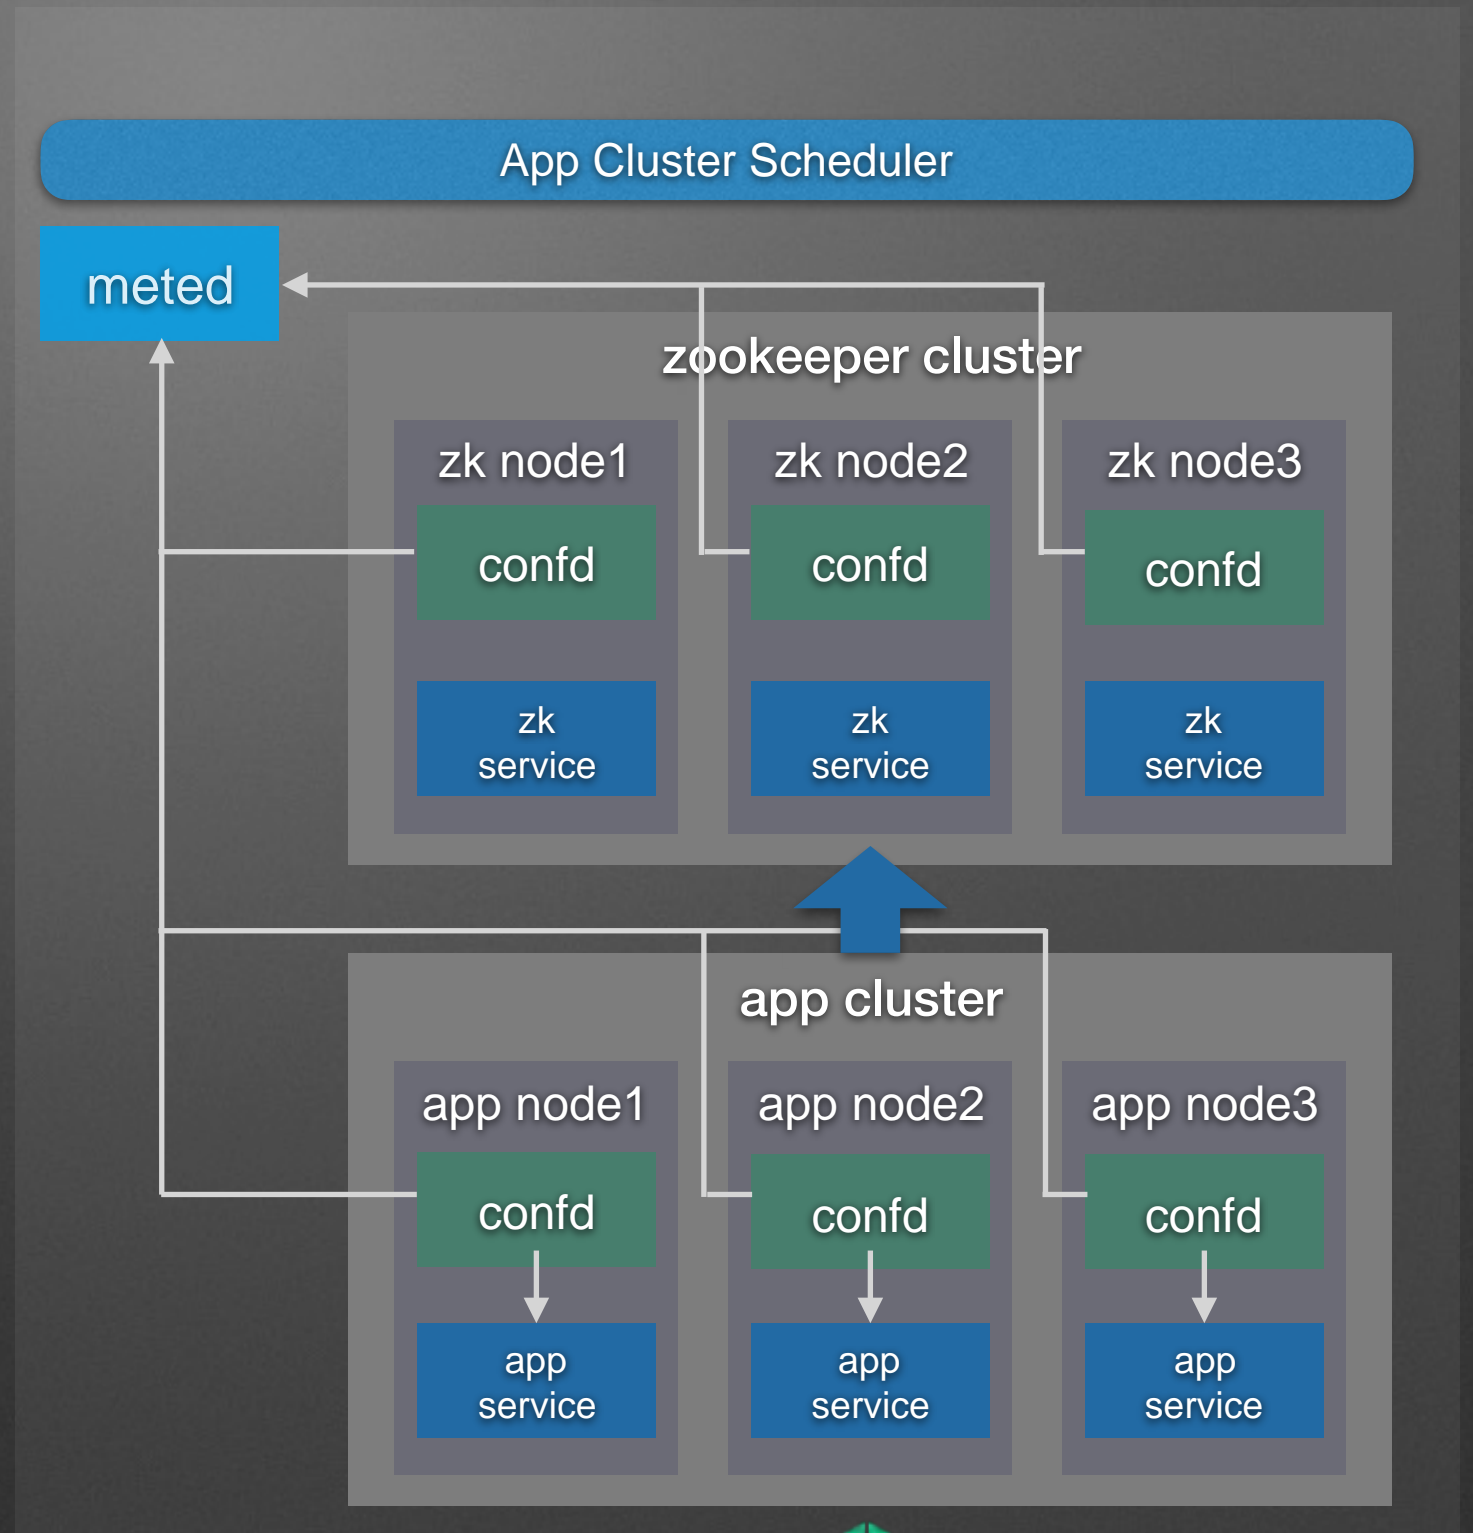 App Cluster Scheduler
meted
zookeeper cluster
zk node1
zk node2
zk node3
confd
confd
confd
zk
service
zk
service
zk
service
app cluster
app node1
app node2
app node3
confd
confd
confd
app
service
app
service
app
service